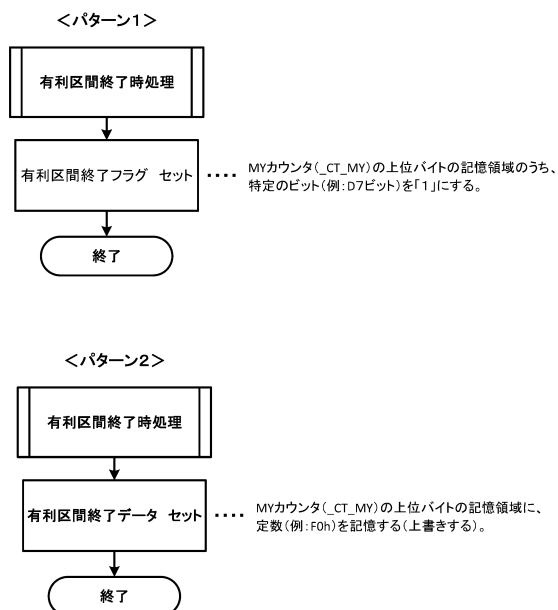 ＜パターン１＞
有利区間終了時処理
有利区間終了フラグ　セット
････ MYカウンタ(_CT_MY)の上位バイトの記憶領域のうち、
特定のビット(例：D7ビット)を「１」にする。
終了
＜パターン２＞
有利区間終了時処理
有利区間終了データ　セット
････ MYカウンタ(_CT_MY)の上位バイトの記憶領域に、
定数(例：F0h)を記憶する(上書きする)。
終了